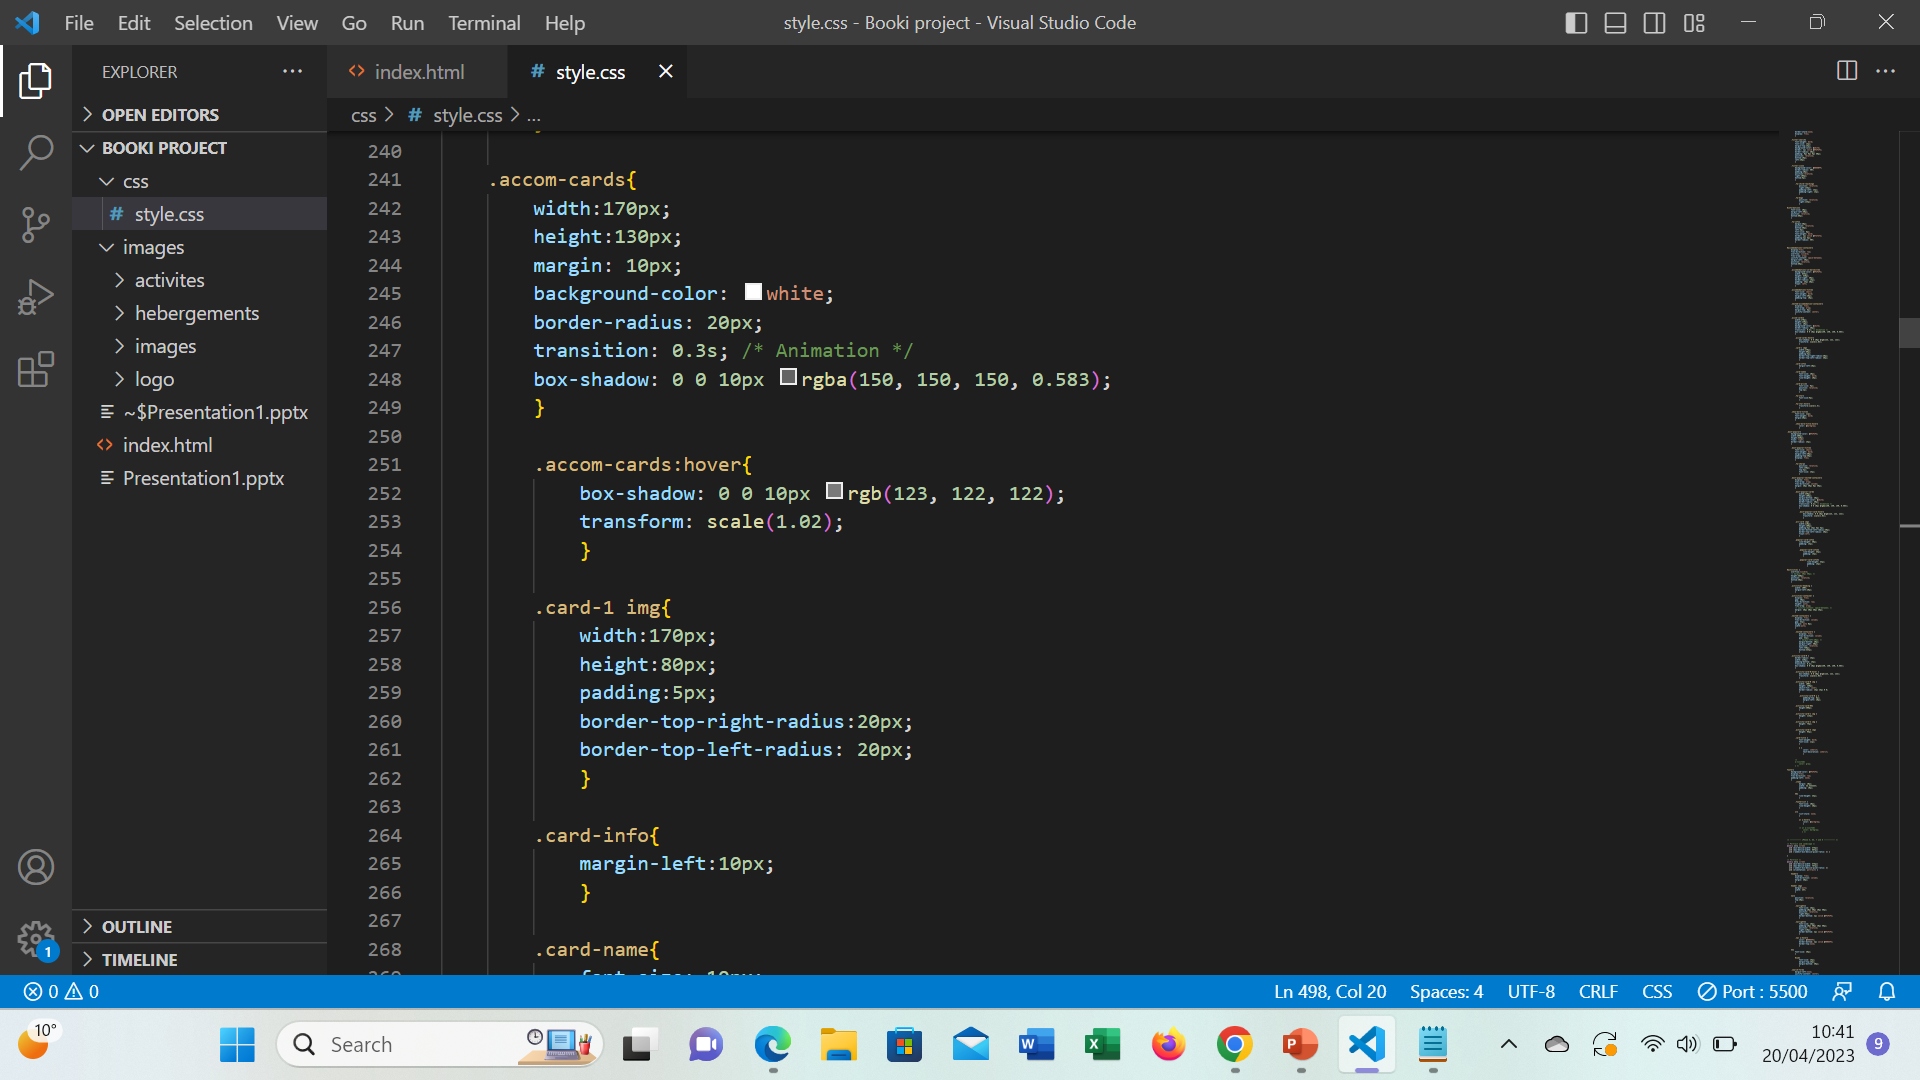 File Edit Selection View Go Run Terminal Help
style.css - Booki project - Visual Studio Code
EXPLORER
index.html
# style.css
OPEN EDITORS
css > # style.css > ...
BOOKI PROJECT
css
# style.css
images
activites
hebergements
images
logo
~$Presentation1.pptx
index.html
Presentation1.pptx
OUTLINE
TIMELINE
240
241 .accom-cards{
242 width:170px;
243 height:130px;
244 margin: 10px;
245 background-color: white;
246 border-radius: 20px;
247 transition: 0.3s; /* Animation */
248 box-shadow: 0 0 10px rgba(150, 150, 150, 0.583);
249 }
250
251 .accom-cards:hover{
252 box-shadow: 0 0 10px rgb(123, 122, 122);
253 transform: scale(1.02);
254 }
255
256 .card-1 img{
257 width:170px;
258 height:80px;
259 padding:5px;
260 border-top-right-radius:20px;
261 border-top-left-radius: 20px;
262 }
263
264 .card-info{
265 margin-left:10px;
266 }
267
268 .card-name{
1
0 0
Ln 498, Col 20 Spaces: 4 UTF-8 CRLF CSS Port : 5500
10°
Search
10:41
20/04/2023
9